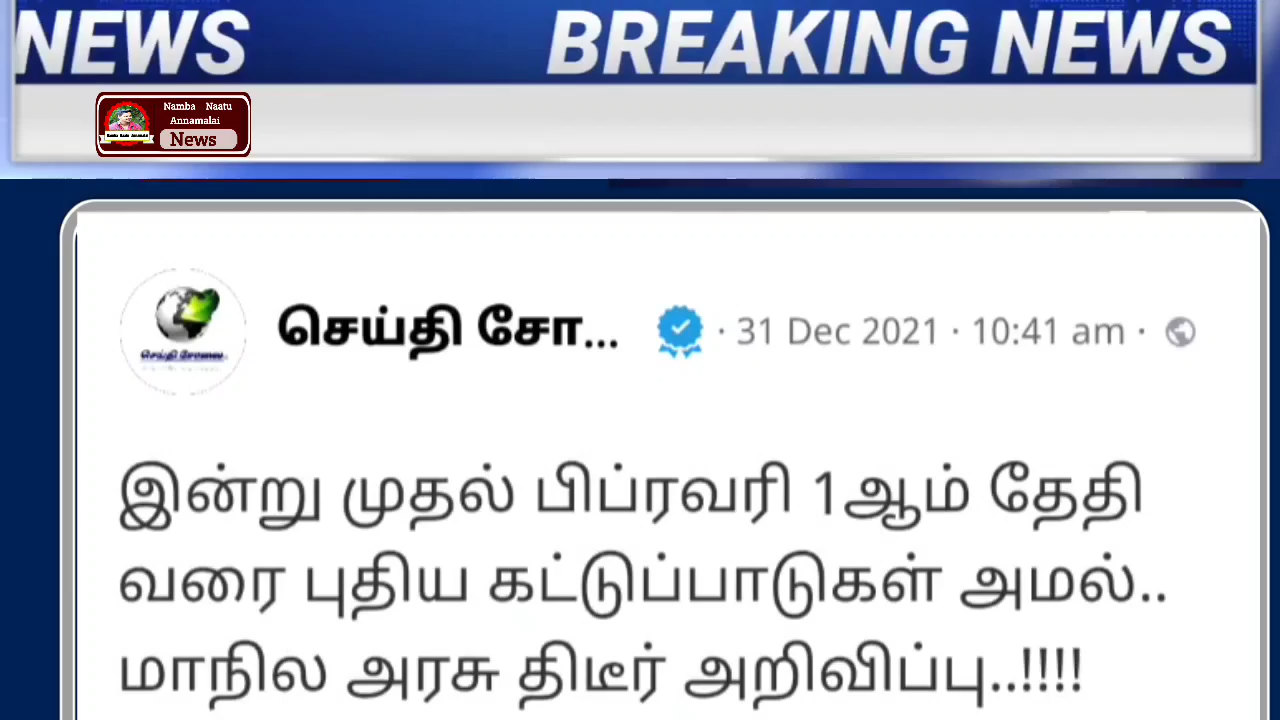 NEWS BREAKING NEWS
Namba Naatu
Annamalai
News
செய்தி சோ... · 31 Dec 2021 · 10:41 am ·
செய்தி சோலை
இன்று முதல் பிப்ரவரி 1ஆம் தேதி
வரை புதிய கட்டுப்பாடுகள் அமல்..
மாநில அரசு திடீர் அறிவிப்பு..!!!!